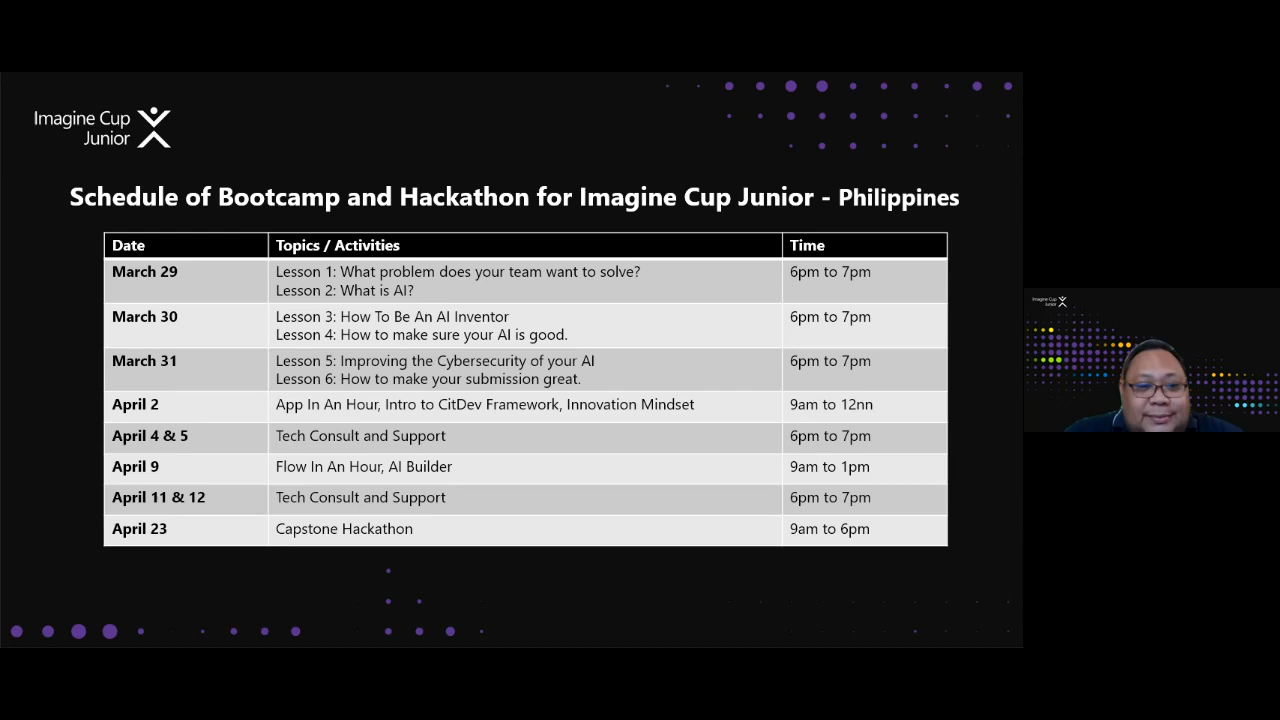 Imagine Cup
Junior
Schedule of Bootcamp and Hackathon for Imagine Cup Junior - Philippines
Date Topics / Activities Time
March 29 Lesson 1: What problem does your team want to solve? 6pm to 7pm
Lesson 2: What is AI?
March 30 Lesson 3: How To Be An AI Inventor 6pm to 7pm
Lesson 4: How to make sure your AI is good.
March 31 Lesson 5: Improving the Cybersecurity of your AI 6pm to 7pm
Lesson 6: How to make your submission great.
April 2 App In An Hour, Intro to CitDev Framework, Innovation Mindset 9am to 12nn
April 4 & 5 Tech Consult and Support 6pm to 7pm
April 9 Flow In An Hour, AI Builder 9am to 1pm
April 11 & 12 Tech Consult and Support 6pm to 7pm
April 23 Capstone Hackathon 9am to 6pm
Imagine Cup
Junior